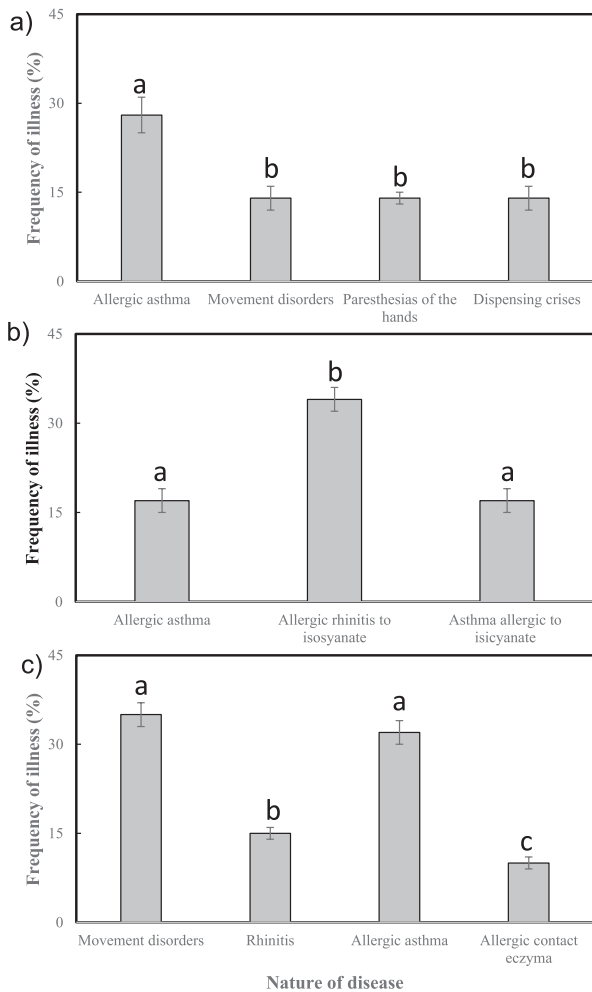 a)
Frequency of illness (%)
45
30
15
0
a
b
b
b
Allergic asthma
Movement disorders
Paresthesias of the
hands
Dispensing crises
b)
Frequency of illness (%)
45
30
15
0
a
b
a
Allergic asthma
Allergic rhinitis to
isosyanate
Asthma allergic to
isicyanate
c)
Frequency of illness (%)
45
30
15
0
a
b
a
c
Movement disorders
Rhinitis
Allergic asthma
Allergic contact
eczyma
Nature of disease